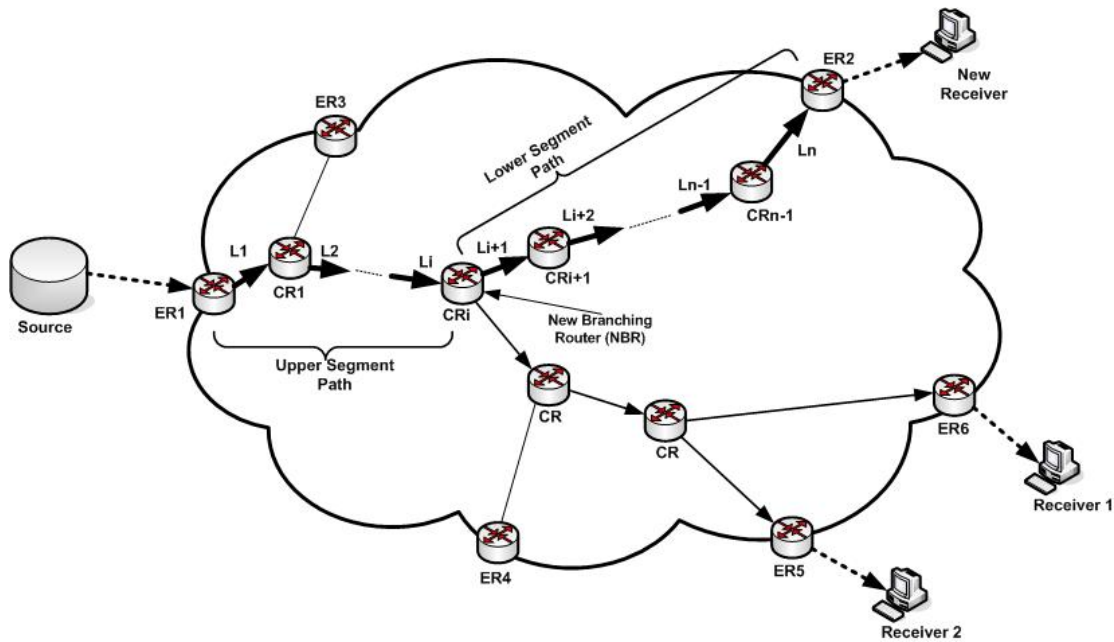 ER2
New
Receiver
ER3
Lower Segment
Path
Ln
Ln-1
CRn-1
L1
L2
Li
Li+1
Li+2
CR1
CRi+1
ER1
CRi
Source
New Branching
Router (NBR)
Upper Segment
Path
CR
CR
ER6
Receiver 1
ER4
ER5
Receiver 2